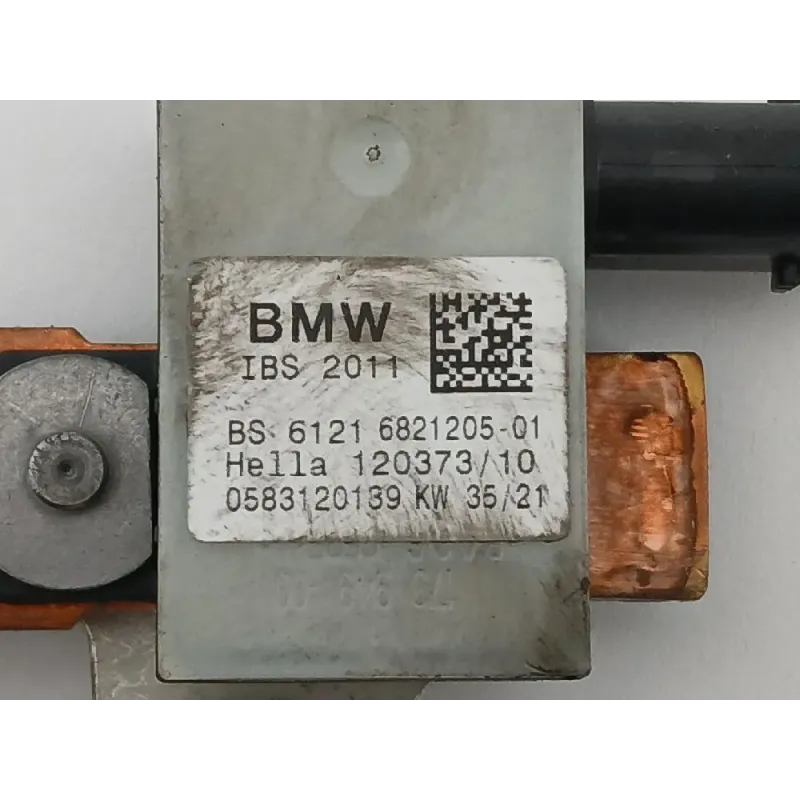 BMW
IBS 2011
BS 6121 6821205-01
Hella 120373/10
0583120139 KW 35/21